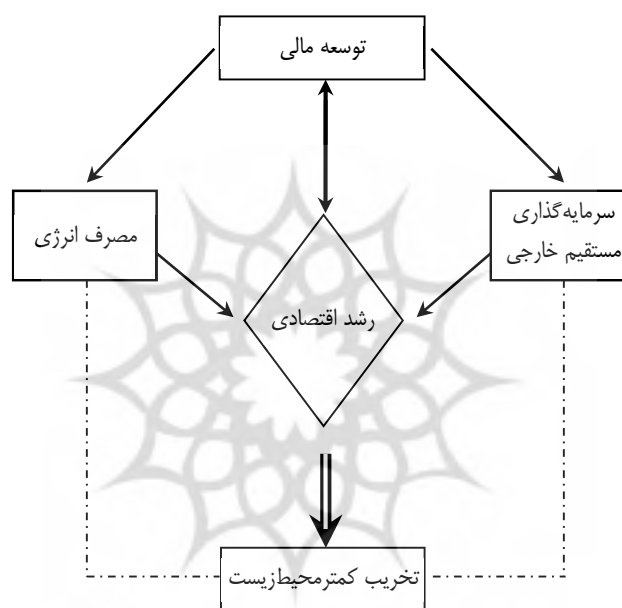 توسعه مالی
سرمایه‌گذاری
مستقیم خارجی
مصرف انرژی
رشد اقتصادی
تخریب کمترمحیط‌زیست